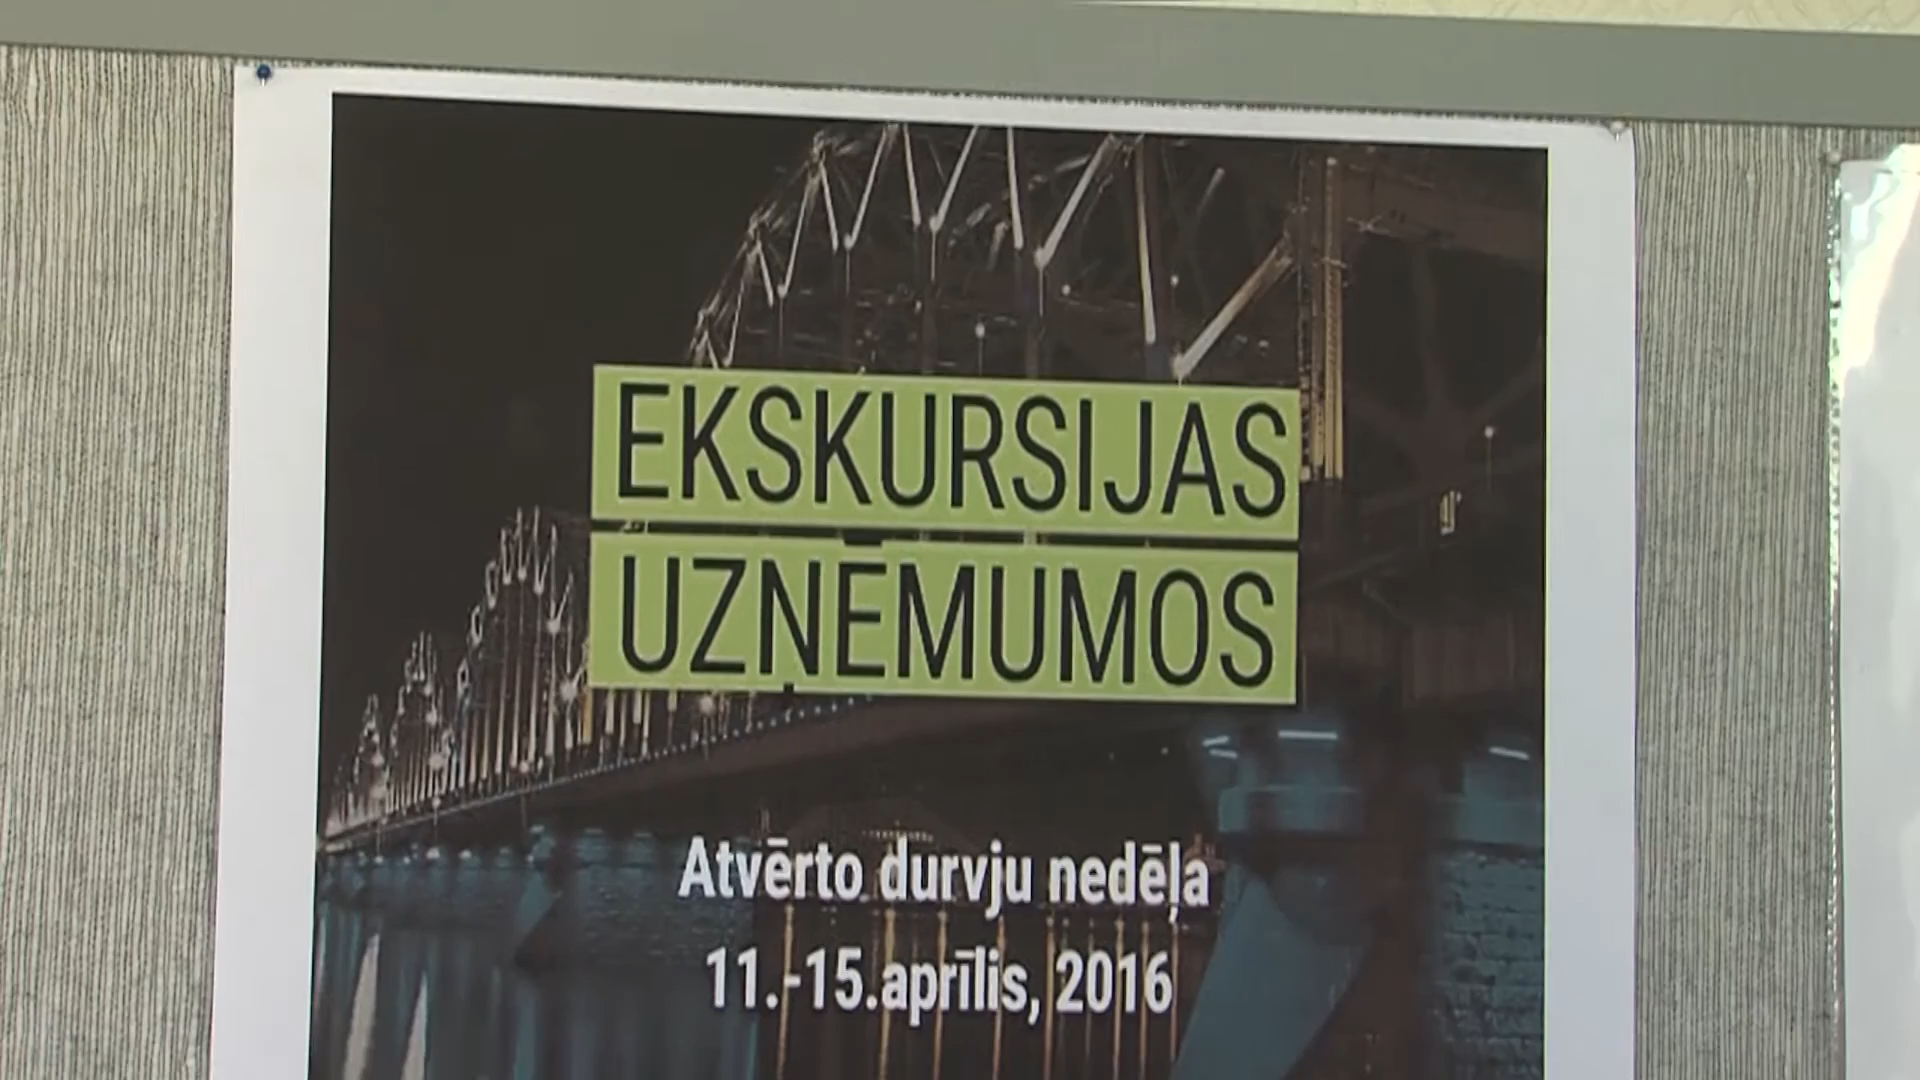 EKSKURSIJAS
UZŅĒMUMOS
Atvērto durvju nedēļa
11.-15.aprīlis, 2016